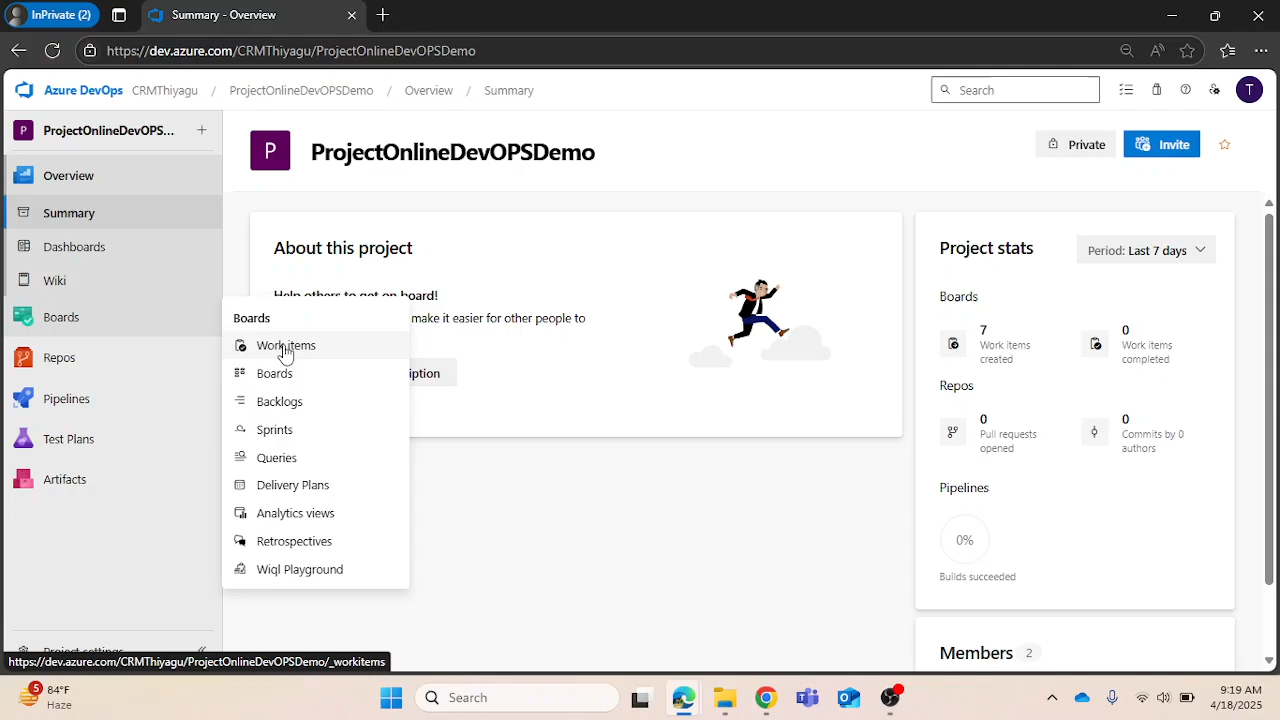 InPrivate (2)
Summary - Overview
https://dev.azure.com/CRMThiyagu/ProjectOnlineDevOPSDemo
Azure DevOps CRMThiyagu / ProjectOnlineDevOPSDemo / Overview / Summary
Search
T
P ProjectOnlineDevOPS...
Overview
Summary
Dashboards
Wiki
Boards
Repos
Pipelines
Test Plans
Artifacts
Boards
Work items
Boards
Backlogs
Sprints
Queries
Delivery Plans
Analytics views
Retrospectives
Wiql Playground
P ProjectOnlineDevOPSDemo
Private
Invite
About this project
Help others to get on board!
make it easier for other people to
ption
Project stats
Period: Last 7 days
Boards
7
Work items
created
0
Work items
completed
Repos
0
Pull requests
opened
0
Commits by 0
authors
Pipelines
0%
Builds succeeded
Members 2
Project settings
https://dev.azure.com/CRMThiyagu/ProjectOnlineDevOPSDemo/_workitems
5
84°F
Haze
Search
9:19 AM
4/18/2025